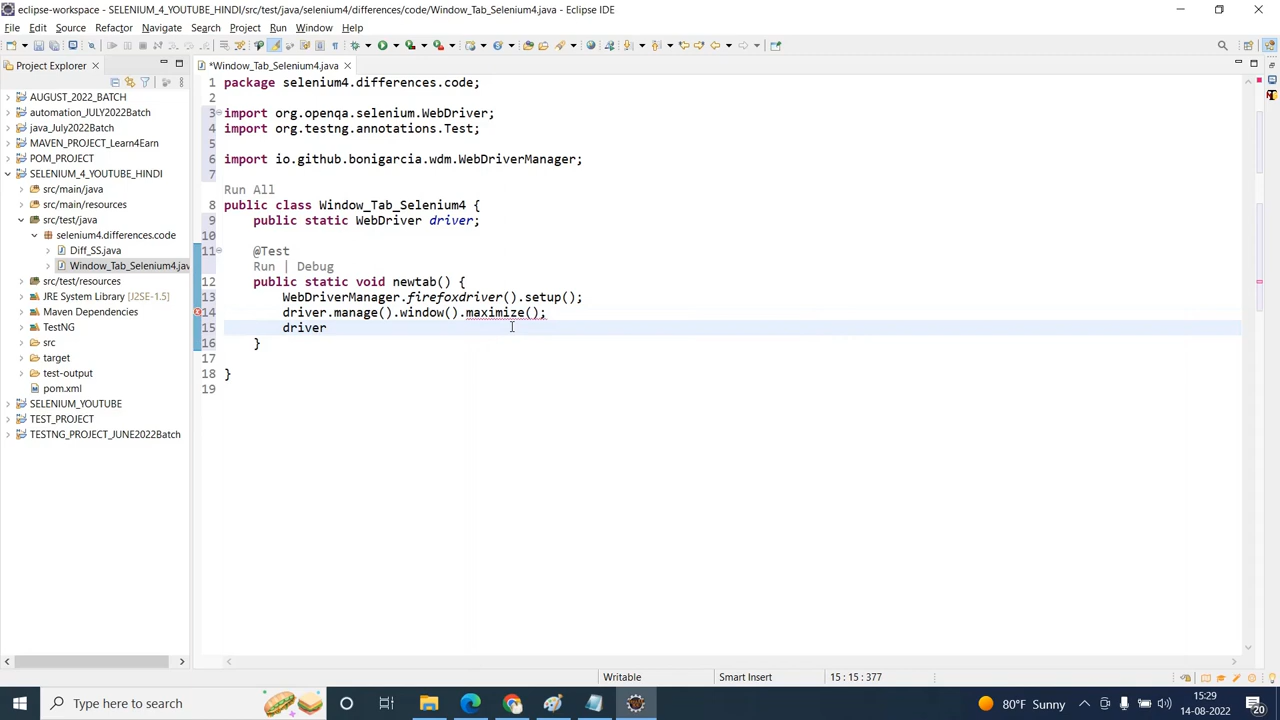 eclipse-workspace - SELENIUM_4_YOUTUBE_HINDI/src/test/java/selenium4/differences/code/Window_Tab_Selenium4.java - Eclipse IDE
File Edit Source Refactor Navigate Search Project Run Window Help
Project Explorer
*Window_Tab_Selenium4.java
AUGUST_2022_BATCH
automation_JULY2022Batch
java_July2022Batch
MAVEN_PROJECT_Learn4Earn
POM_PROJECT
SELENIUM_4_YOUTUBE_HINDI
src/main/java
src/main/resources
src/test/java
selenium4.differences.code
Diff_SS.java
Window_Tab_Selenium4.jav
src/test/resources
JRE System Library [J2SE-1.5]
Maven Dependencies
TestNG
src
target
test-output
pom.xml
SELENIUM_YOUTUBE
TEST_PROJECT
TESTNG_PROJECT_JUNE2022Batch
1 package selenium4.differences.code;
2
3 import org.openqa.selenium.WebDriver;
4 import org.testng.annotations.Test;
5
6 import io.github.bonigarcia.wdm.WebDriverManager;
7
Run All
8 public class Window_Tab_Selenium4 {
9 public static WebDriver driver;
10
11 @Test
Run | Debug
12 public static void newtab() {
13 WebDriverManager.firefoxdriver().setup();
14 driver.manage().window().maximize();
15 driver
16 }
17
18 }
19
Writable
Smart Insert
15 : 15 : 377
Type here to search
80°F Sunny
15:29
14-08-2022
20